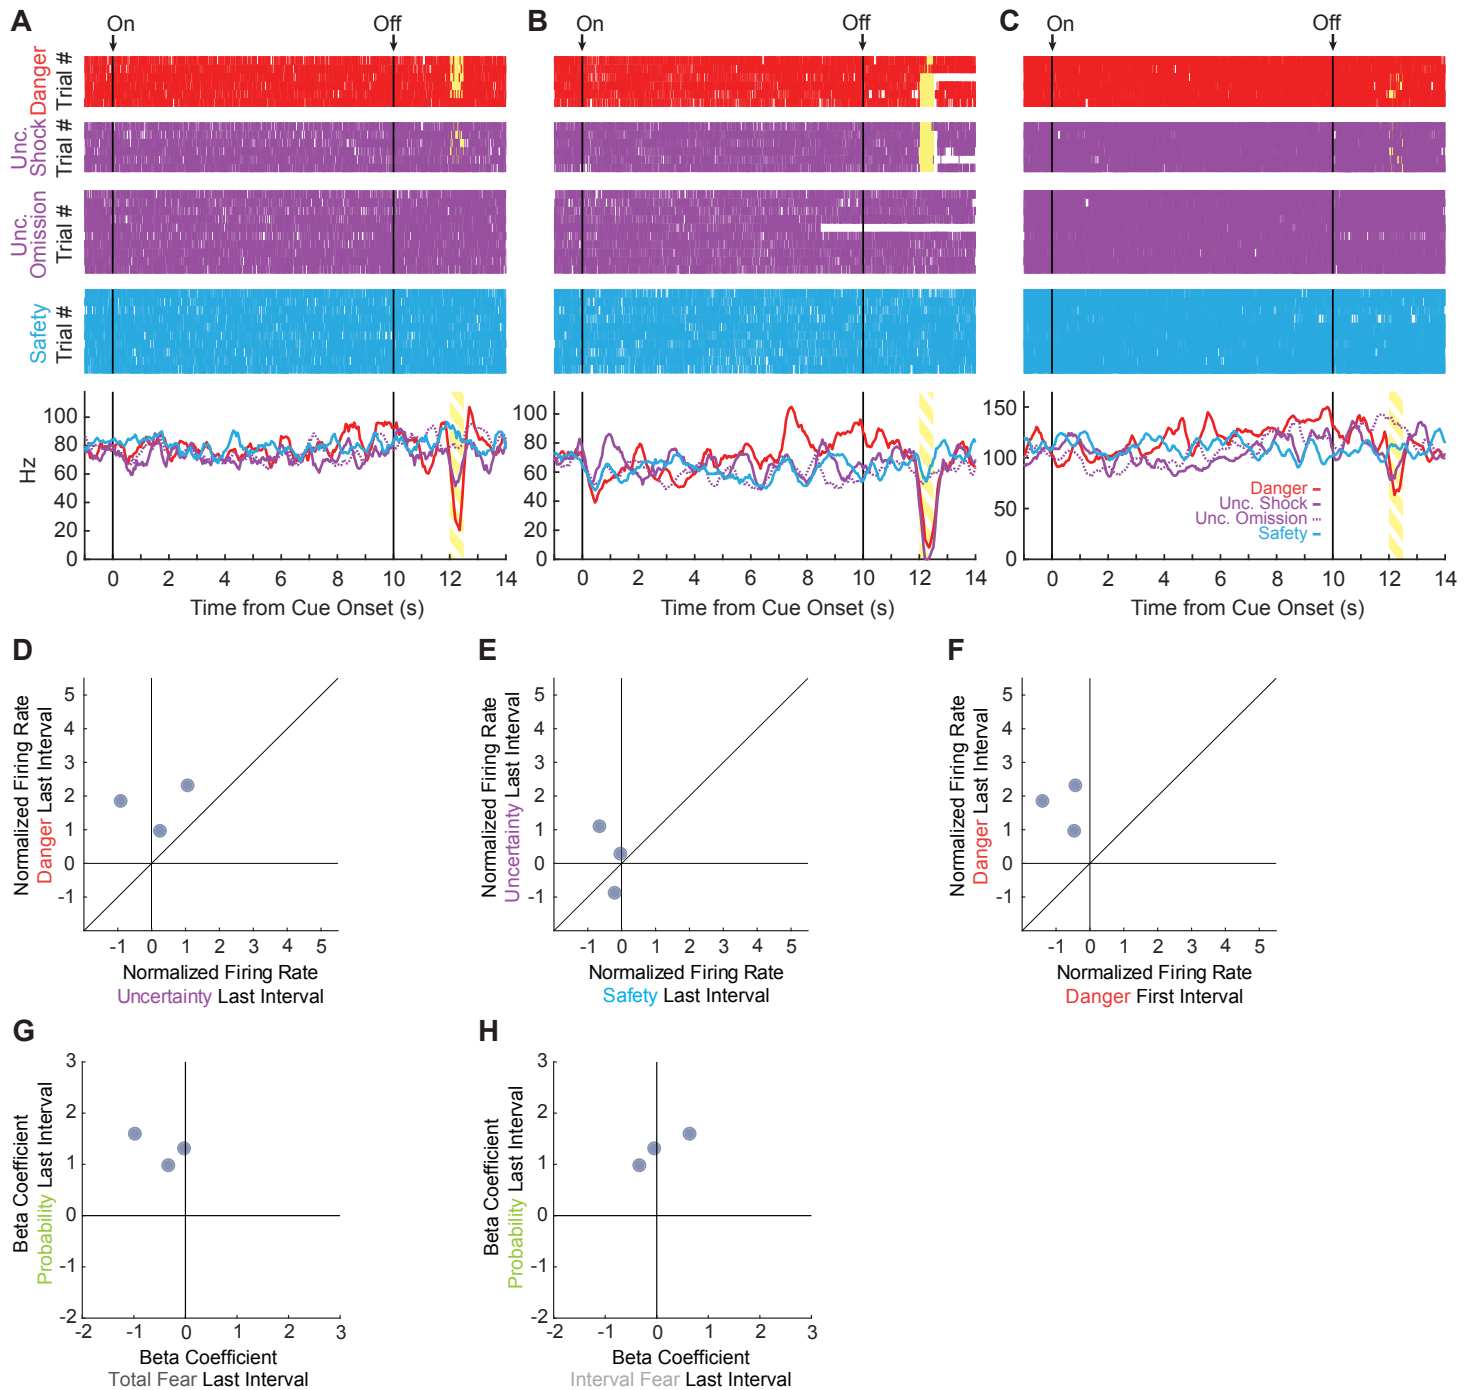 A
On
Off
B
On
Off
C
On
Off
Danger
Trial #
Unc.
Shock
Trial #
Unc.
Omission
Trial #
Safety
Trial #
Hz
100
80
60
40
20
0
0 2 4 6 8 10 12 14
Time from Cue Onset (s)
100
80
60
40
20
0
0 2 4 6 8 10 12 14
Time from Cue Onset (s)
150
100
50
0
Danger
Unc. Shock
Unc. Omission
Safety
0 2 4 6 8 10 12 14
Time from Cue Onset (s)
D
Normalized Firing Rate
Danger Last Interval
5
4
3
2
1
0
-1
-1 0 1 2 3 4 5
Normalized Firing Rate
Uncertainty Last Interval
E
Normalized Firing Rate
Uncertainty Last Interval
5
4
3
2
1
0
-1
-1 0 1 2 3 4 5
Normalized Firing Rate
Safety Last Interval
F
Normalized Firing Rate
Danger Last Interval
5
4
3
2
1
0
-1
-1 0 1 2 3 4 5
Normalized Firing Rate
Danger First Interval
G
Beta Coefficient
Probability Last Interval
3
2
1
0
-1
-2
-2 -1 0 1 2 3
Beta Coefficient
Total Fear Last Interval
H
Beta Coefficient
Probability Last Interval
3
2
1
0
-1
-2
-2 -1 0 1 2 3
Beta Coefficient
Interval Fear Last Interval